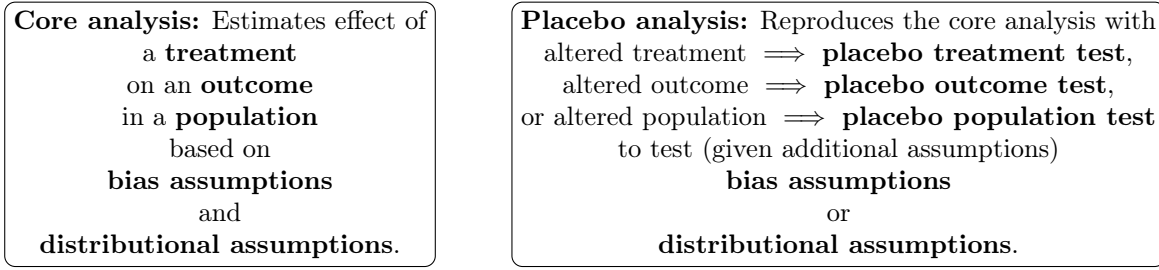 Core analysis: Estimates effect of
a treatment
on an outcome
in a population
based on
bias assumptions
and
distributional assumptions.
Placebo analysis: Reproduces the core analysis with
altered treatment ⟹ placebo treatment test,
altered outcome ⟹ placebo outcome test,
or altered population ⟹ placebo population test
to test (given additional assumptions)
bias assumptions
or
distributional assumptions.